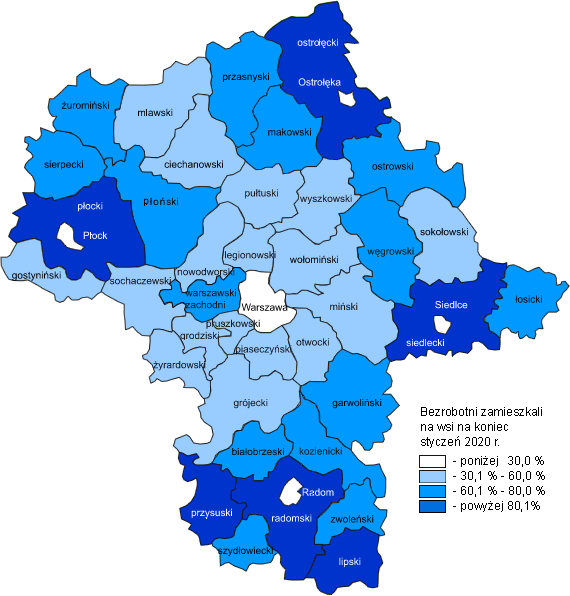 ostrołęcki
Ostrołęka
przasnyski
żuromiński
mławski
makowski
sierpecki
ciechanowski
ostrowski
płocki
płoński
pułtuski
wyszkowski
Płock
sokołowski
węgrowski
legionowski
wołomiński
gostyniński
nowodworski
sochaczewski
warszawski
zachodni
Warszawa
miński
Siedlce
łosicki
pruszkowski
grodziski
piaseczyński
otwocki
siedlecki
żyrardowski
grójecki
garwoliński
białobrzeski
kozienicki
Radom
przysuski
radomski
zwoleński
szydłowiecki
lipski
Bezrobotni zamieszkali
na wsi na koniec
styczeń 2020 r.
- poniżej 30,0 %
- 30,1 % - 60,0 %
- 60,1 % - 80,0 %
- powyżej 80,1%